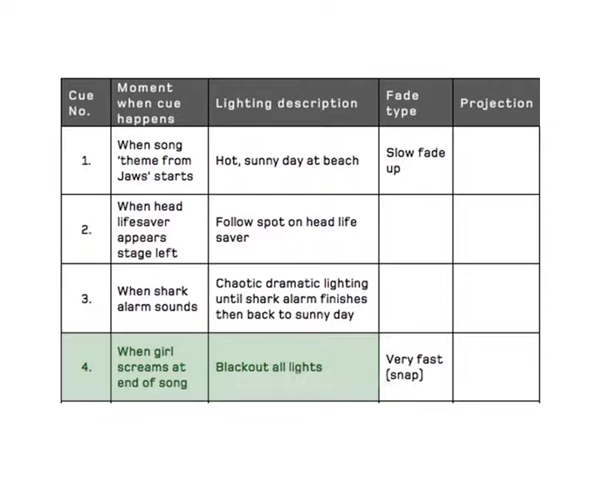 Cue No.
Moment when cue happens
Lighting description
Fade type
Projection
1.
When song
‘theme from
Jaws’ starts
Hot, sunny day at beach
Slow fade
up
2.
When head
lifesaver
appears
stage left
Follow spot on head life
saver
3.
When shark
alarm sounds
Chaotic dramatic lighting
until shark alarm finishes
then back to sunny day
4.
When girl
screams at
end of song
Blackout all lights
Very fast
(snap)